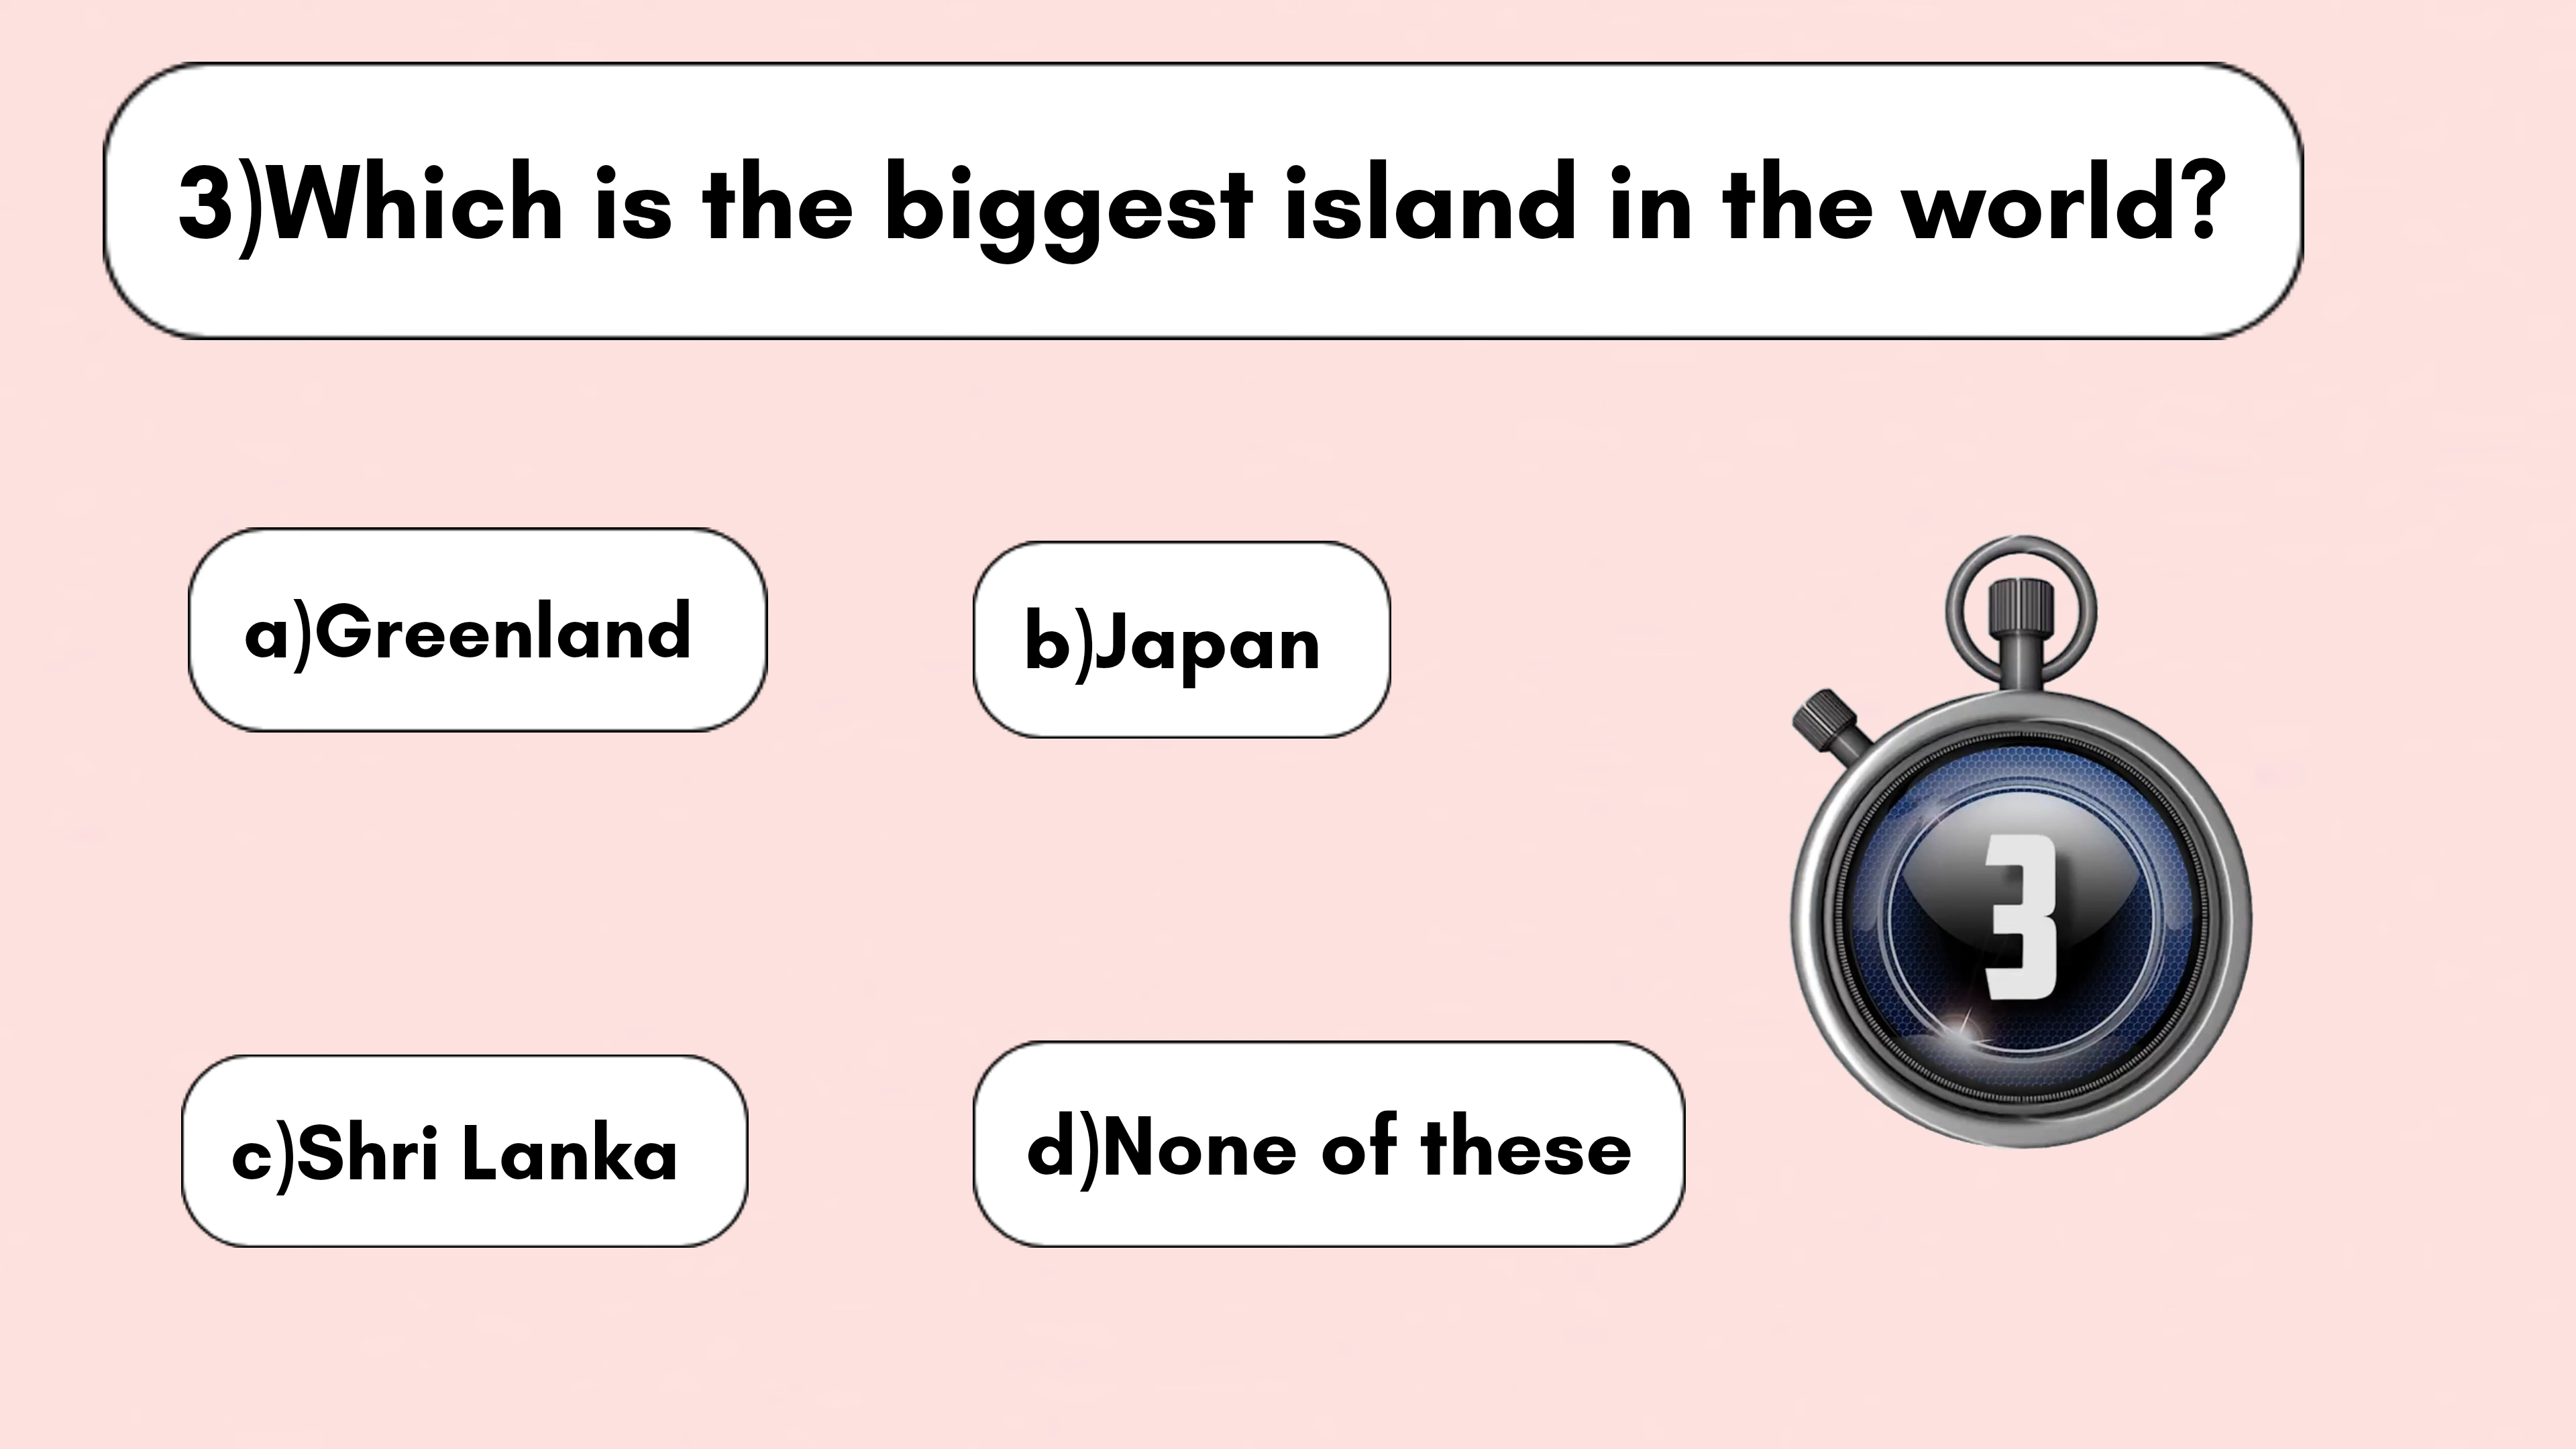 3)Which is the biggest island in the world?
a)Greenland
b)Japan
3
c)Shri Lanka
d)None of these